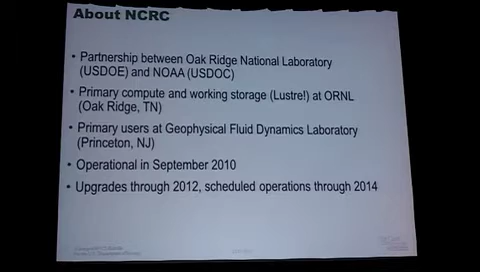 About NCRC
• Partnership between Oak Ridge National Laboratory
(USDOE) and NOAA (USDOC)
• Primary compute and working storage (Lustre!) at ORNL
(Oak Ridge, TN)
• Primary users at Geophysical Fluid Dynamics Laboratory
(Princeton, NJ)
• Operational in September 2010
• Upgrades through 2012, scheduled operations through 2014